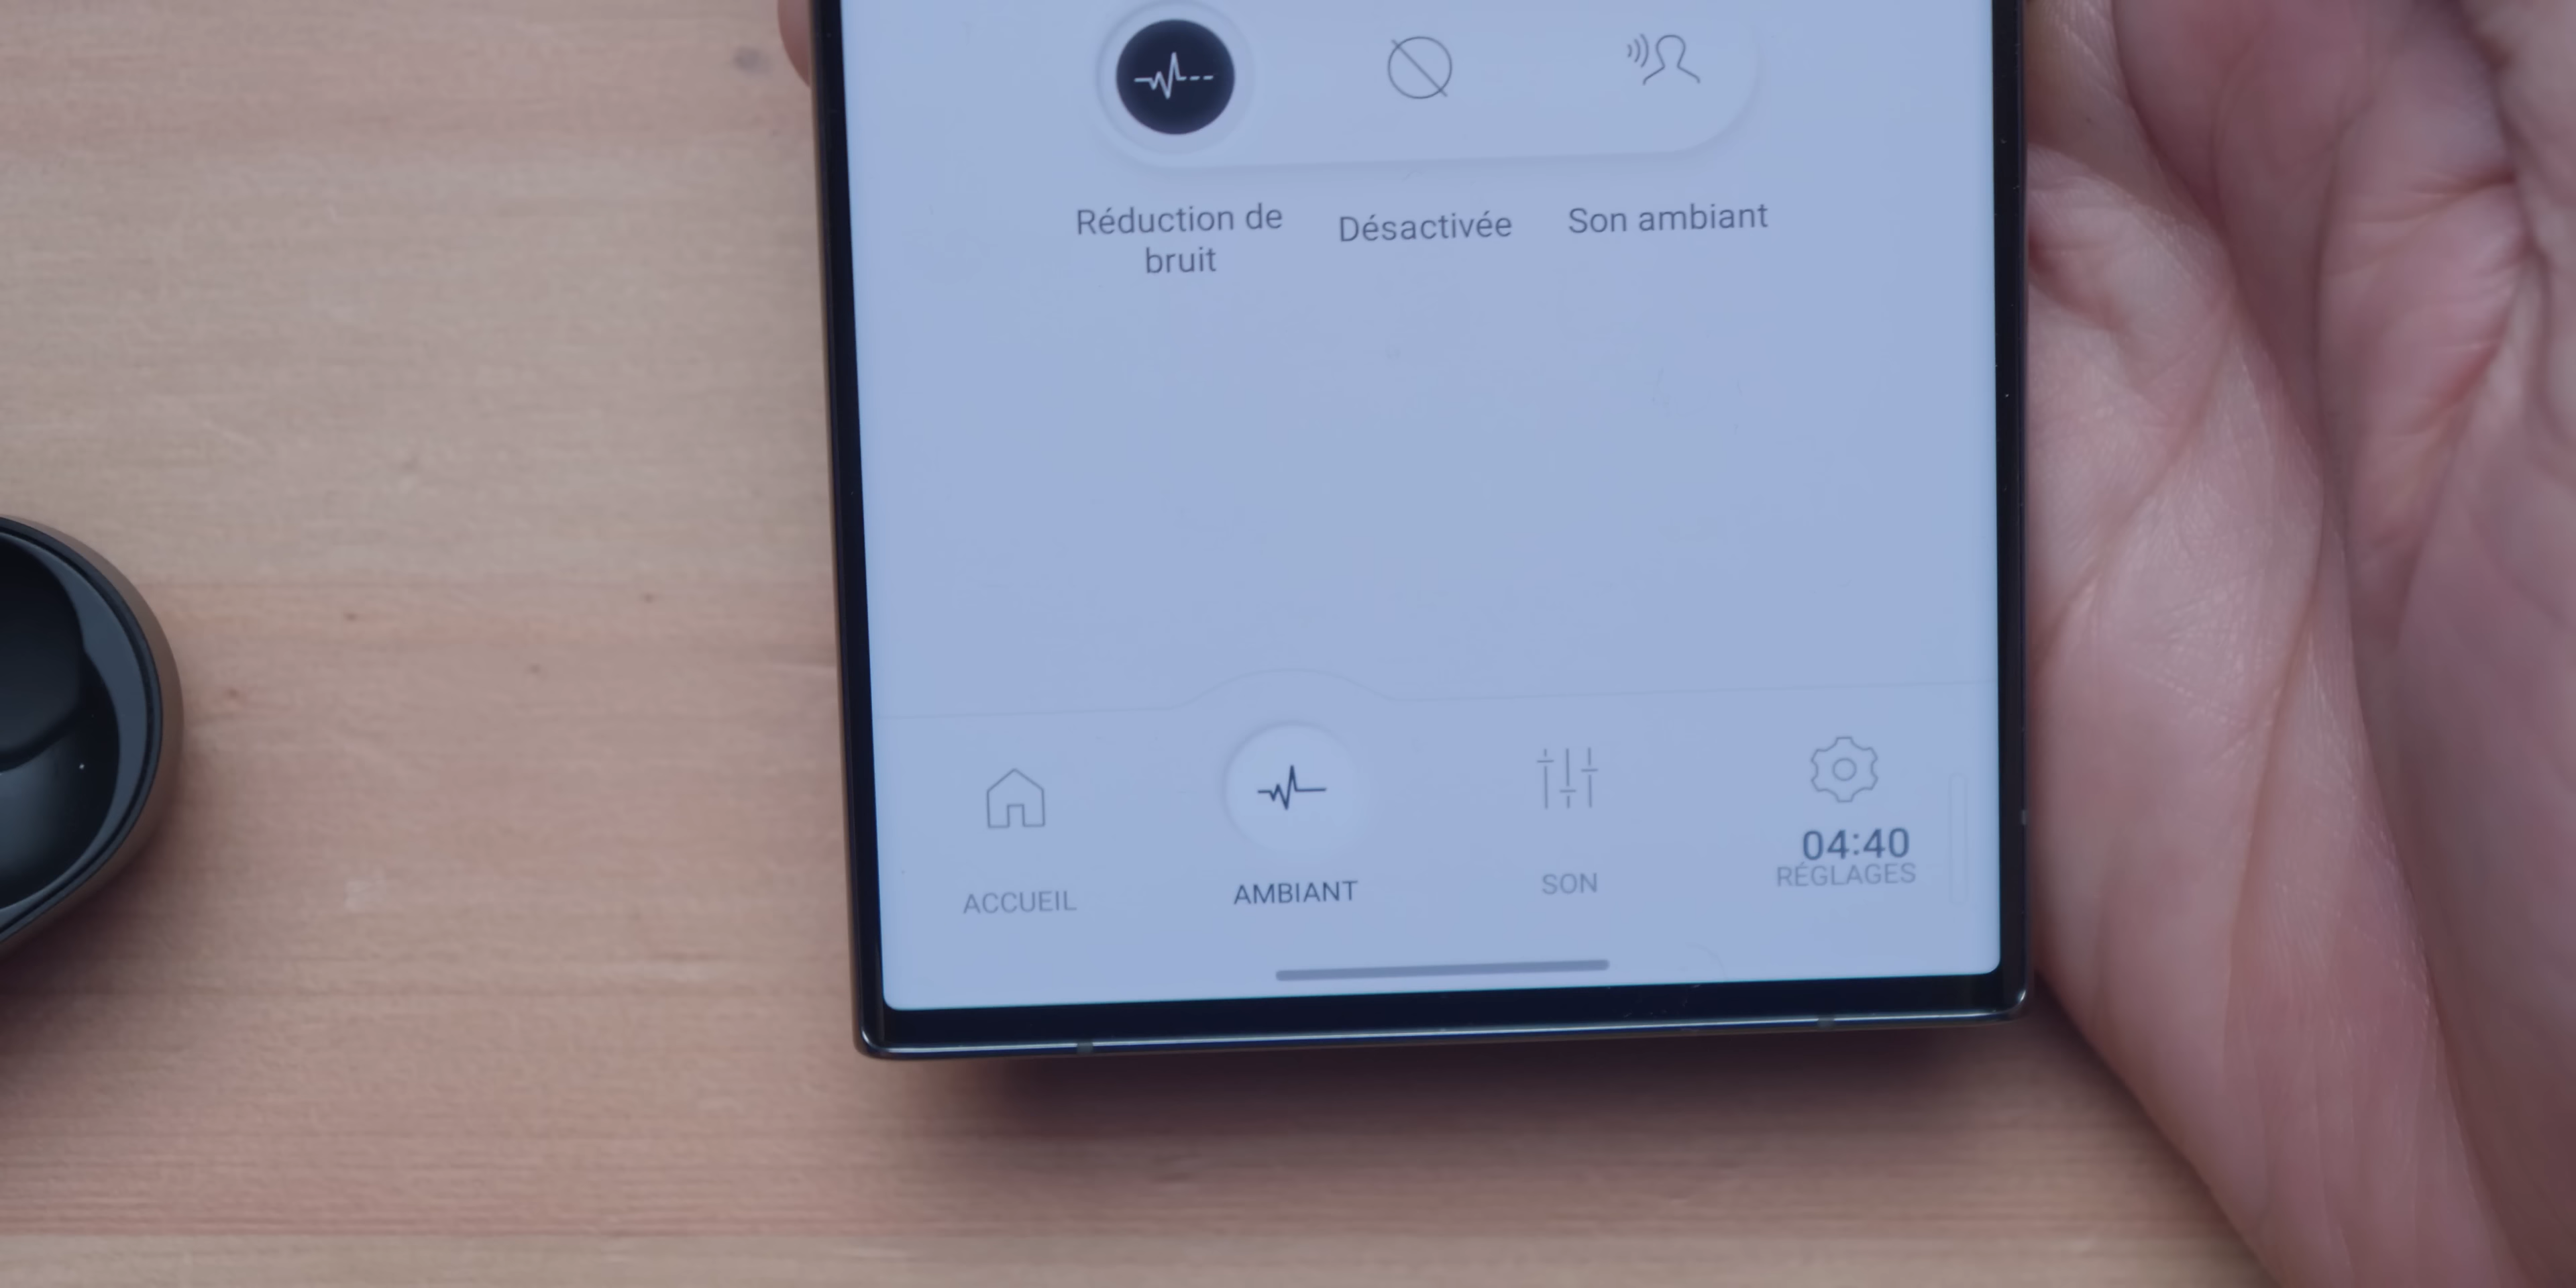 Réduction de
bruit
Désactivée
Son ambiant
ACCUEIL
AMBIANT
SON
04:40
RÉGLAGES